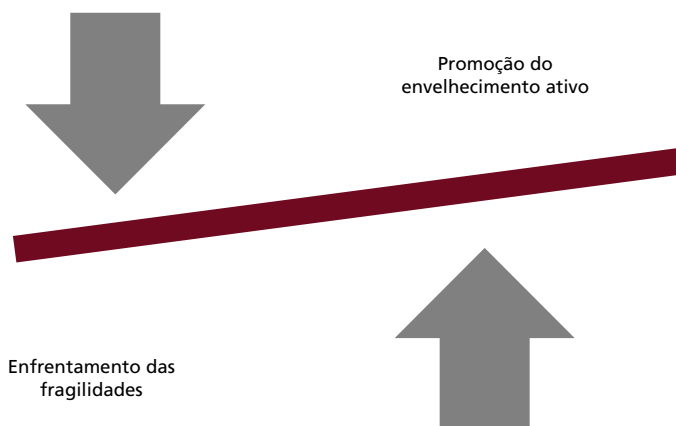 Promoção do
envelhecimento ativo
Enfrentamento das
fragilidades